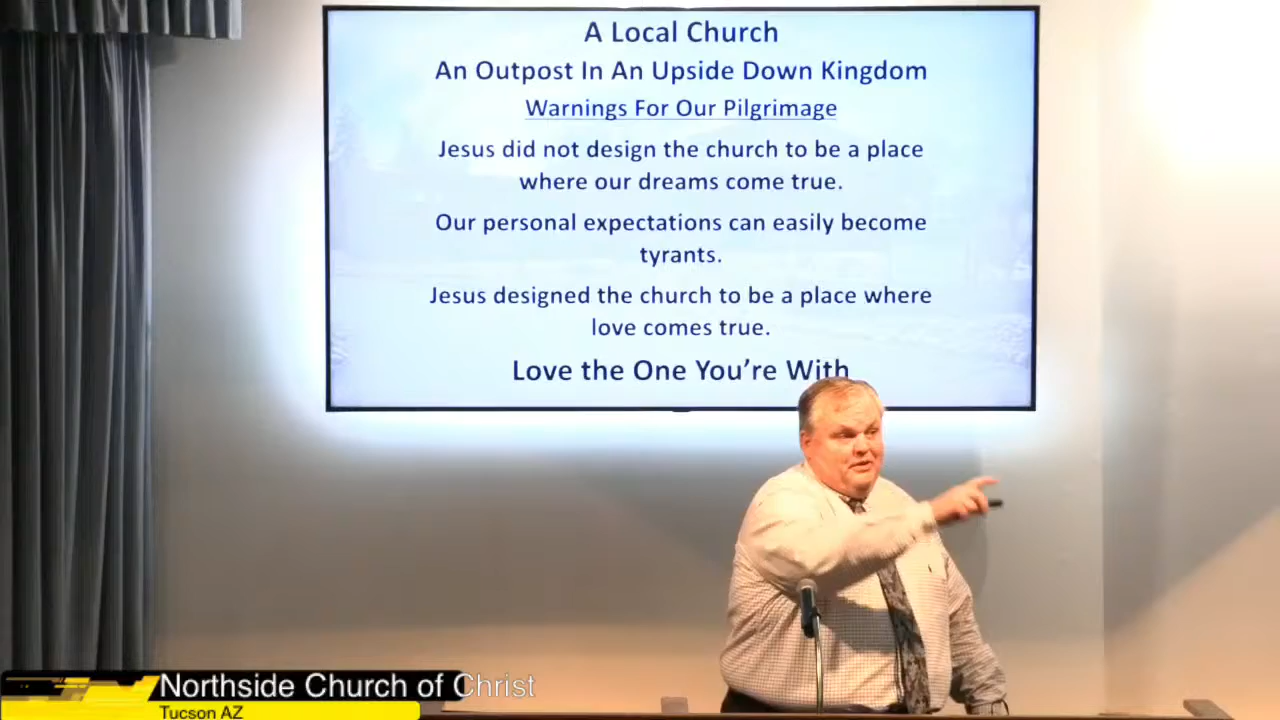 A Local Church
An Outpost In An Upside Down Kingdom
Warnings For Our Pilgrimage
Jesus did not design the church to be a place
where our dreams come true.
Our personal expectations can easily become
tyrants.
Jesus designed the church to be a place where
love comes true.
Love the One You’re With
Northside Church of Christ
Tucson AZ